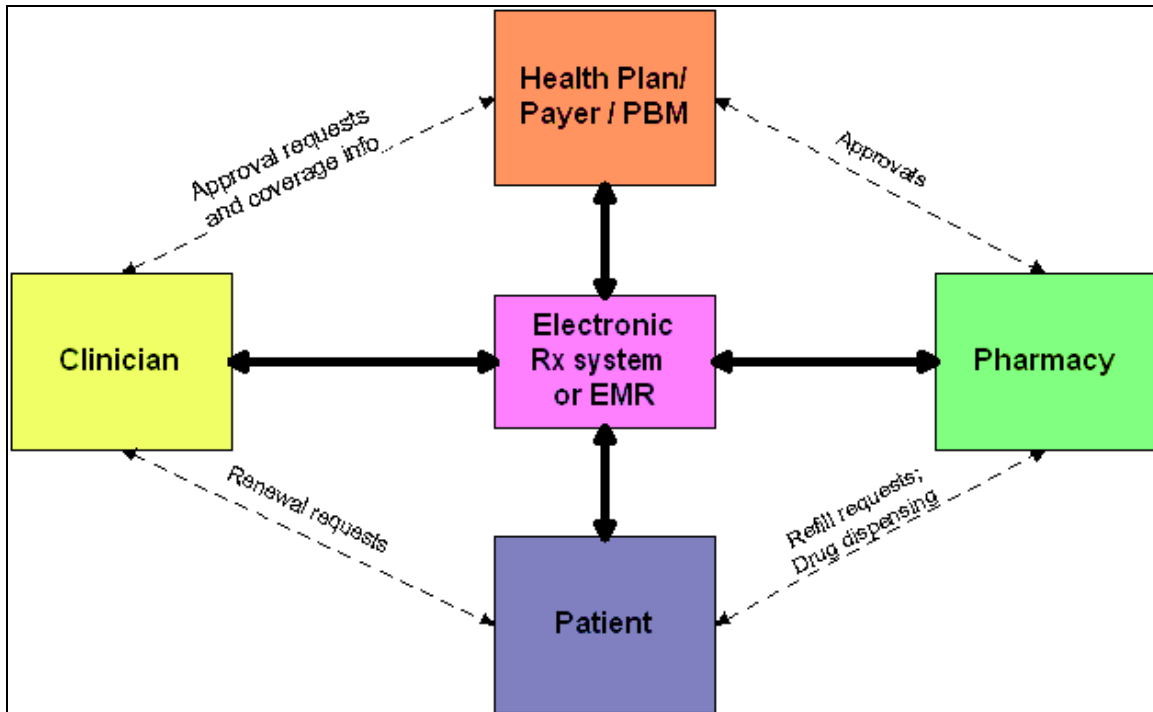 Health Plan/
Payer / PBM
Approval requests
and coverage info
Approvals
Clinician
Electronic
Rx system
or EMR
Pharmacy
Renewal requests
Refill requests;
Drug dispensing
Patient